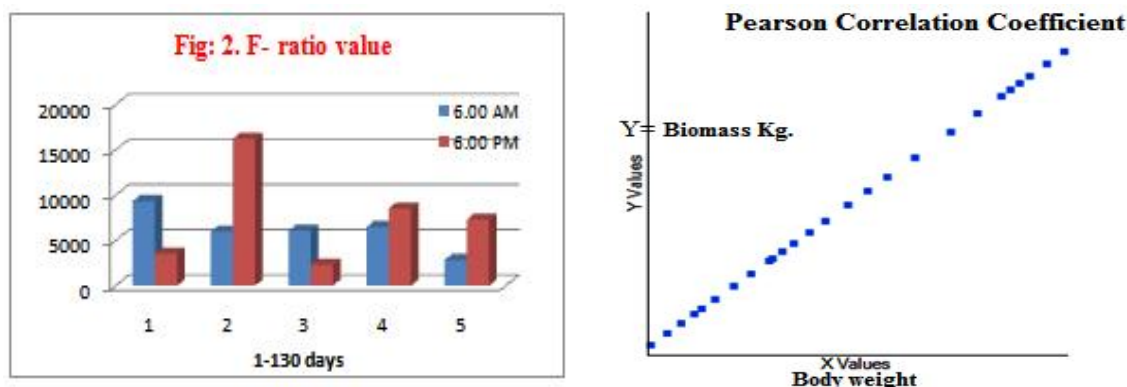 Fig: 2. F- ratio value
20000
15000
10000
5000
0
6.00 AM
6.00 PM
1 2 3 4 5
1-130 days
Pearson Correlation Coefficient
Y= Biomass Kg.
Y Values
X Values
Body weight